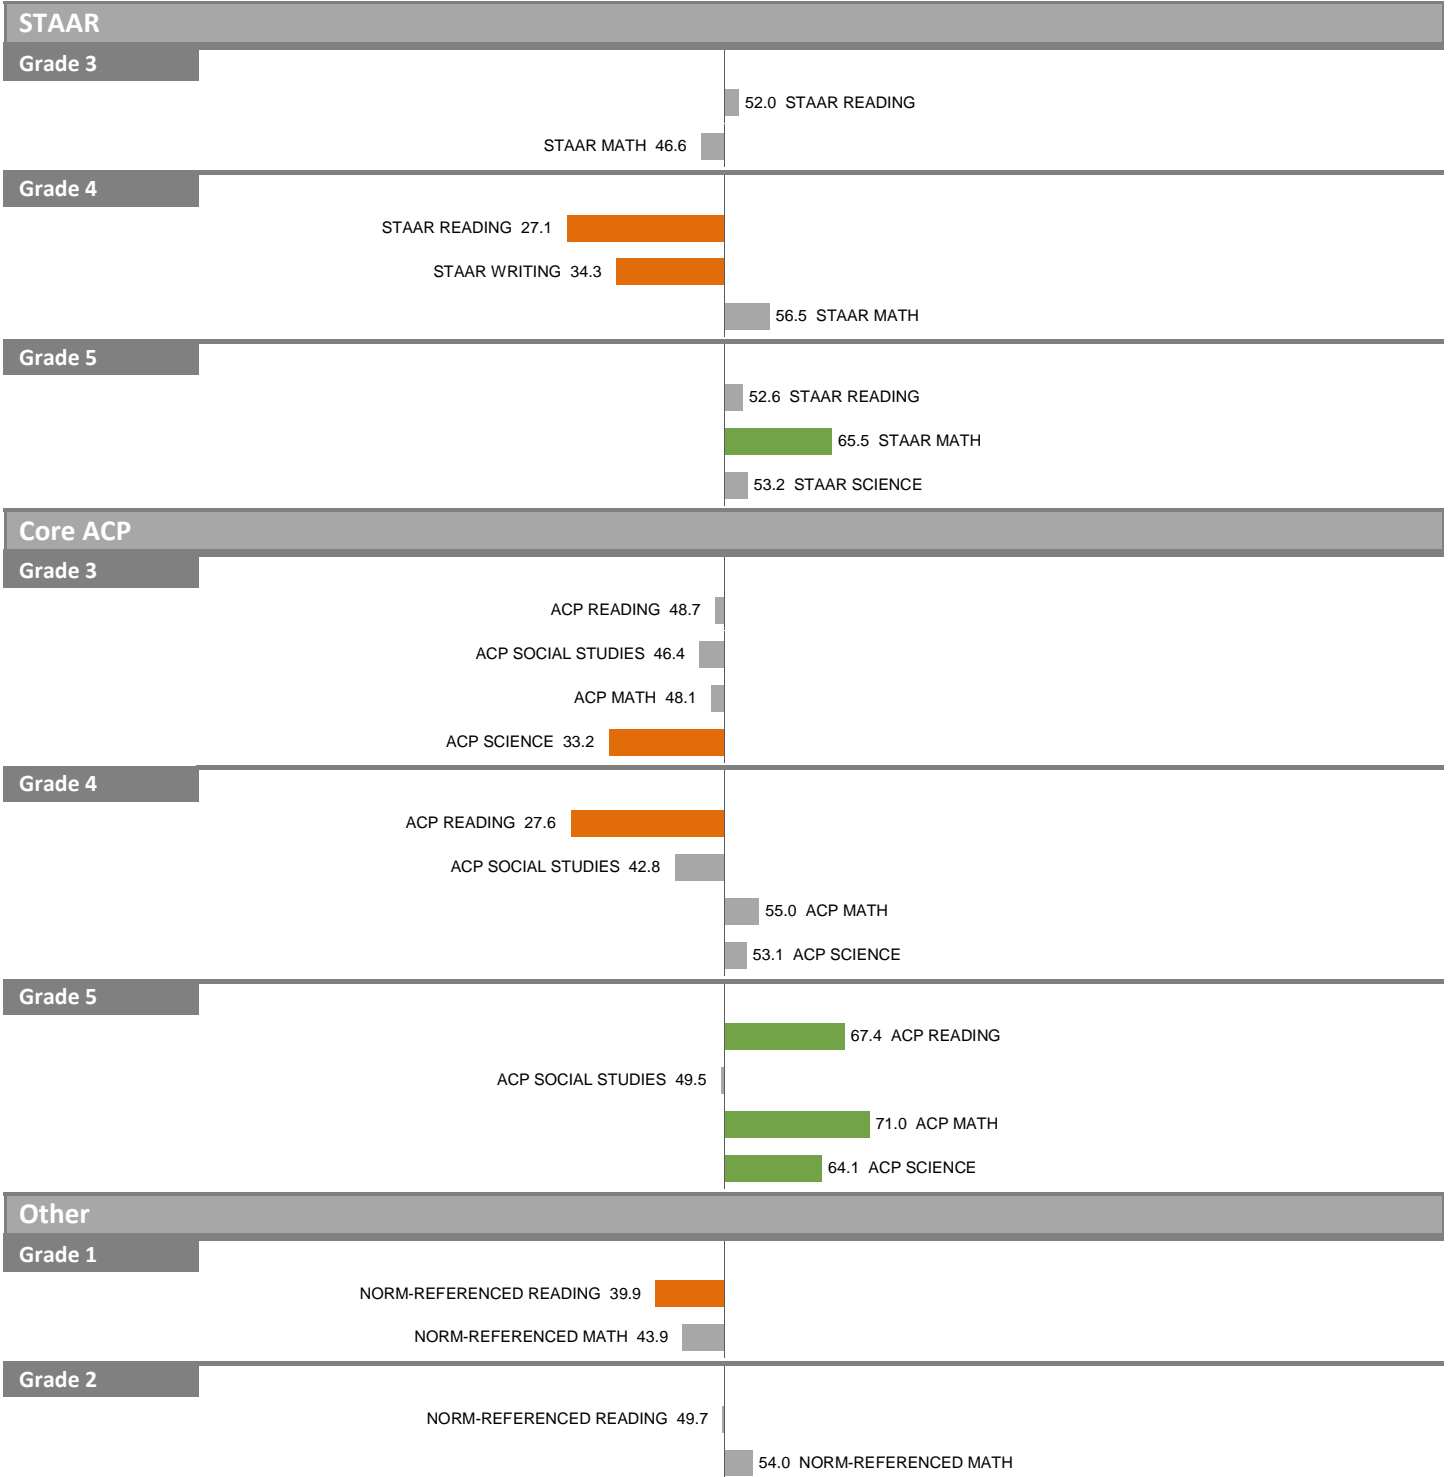 STAAR
Grade 3
52.0 STAAR READING
STAAR MATH 46.6
Grade 4
STAAR READING 27.1
STAAR WRITING 34.3
56.5 STAAR MATH
Grade 5
52.6 STAAR READING
65.5 STAAR MATH
53.2 STAAR SCIENCE
Core ACP
Grade 3
ACP READING 48.7
ACP SOCIAL STUDIES 46.4
ACP MATH 48.1
ACP SCIENCE 33.2
Grade 4
ACP READING 27.6
ACP SOCIAL STUDIES 42.8
55.0 ACP MATH
53.1 ACP SCIENCE
Grade 5
67.4 ACP READING
ACP SOCIAL STUDIES 49.5
71.0 ACP MATH
64.1 ACP SCIENCE
Other
Grade 1
NORM-REFERENCED READING 39.9
NORM-REFERENCED MATH 43.9
Grade 2
NORM-REFERENCED READING 49.7
54.0 NORM-REFERENCED MATH